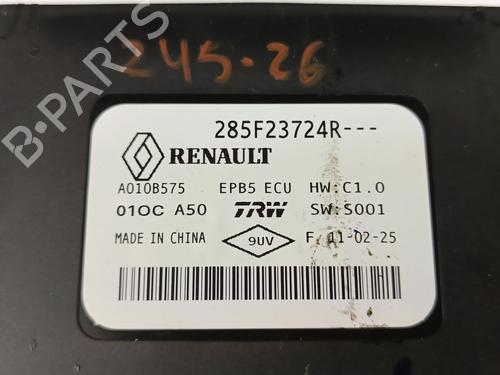 245-26
285F23724R---
RENAULT
A010B575 EPB5 ECU HW:C1.0
010C A50 TRW SW:S001
MADE IN CHINA 9UV F 11-02-25
B-PARTS